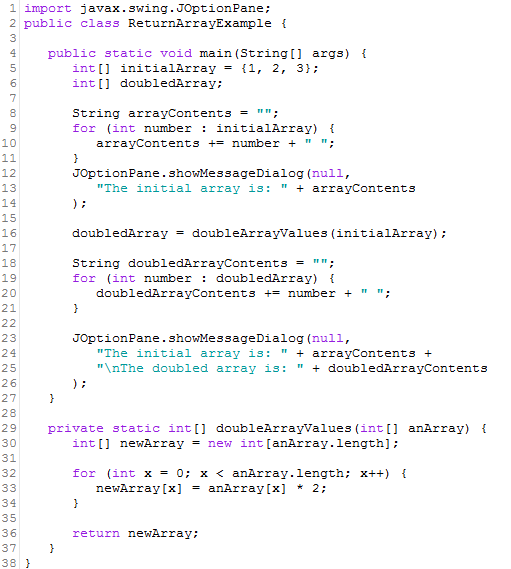 1 import javax.swing.JOptionPane;
2 public class ReturnArrayExample {
3
4    public static void main(String[] args) {
5       int[] initialArray = {1, 2, 3};
6       int[] doubledArray;
7
8       String arrayContents = "";
9       for (int number : initialArray) {
10          arrayContents += number + " ";
11       }
12       JOptionPane.showMessageDialog(null,
13          "The initial array is: " + arrayContents
14       );
15
16       doubledArray = doubleArrayValues(initialArray);
17
18       String doubledArrayContents = "";
19       for (int number : doubledArray) {
20          doubledArrayContents += number + " ";
21       }
22
23       JOptionPane.showMessageDialog(null,
24          "The initial array is: " + arrayContents +
25          "\nThe doubled array is: " + doubledArrayContents
26       );
27    }
28
29    private static int[] doubleArrayValues(int[] anArray) {
30       int[] newArray = new int[anArray.length];
31
32       for (int x = 0; x < anArray.length; x++) {
33          newArray[x] = anArray[x] * 2;
34       }
35
36       return newArray;
37    }
38 }